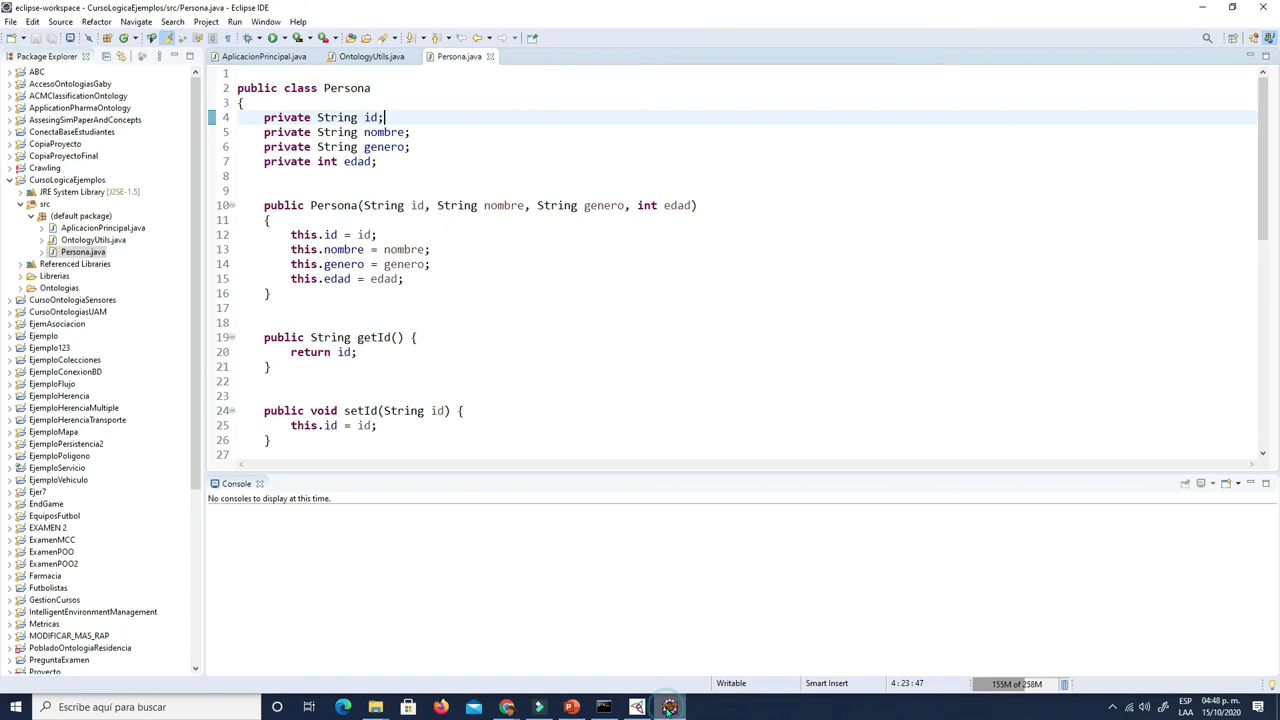 eclipse-workspace - CursoLogicaEjemplos/src/Persona.java - Eclipse IDE
File Edit Source Refactor Navigate Search Project Run Window Help
Package Explorer
AplicacionPrincipal.java OntologyUtils.java Persona.java
ABC
AccesoOntologiasGaby
ACMClassificationOntology
ApplicationPharmaOntology
AssesingSimPaperAndConcepts
ConectaBaseEstudiantes
CopiaProyecto
CopiaProyectoFinal
Crawling
CursoLogicaEjemplos
JRE System Library [J2SE-1.5]
src
(default package)
AplicacionPrincipal.java
OntologyUtils.java
Persona.java
Referenced Libraries
Librerias
Ontologias
CursoOntologiaSensores
CursoOntologiasUAM
EjemAsociacion
Ejemplo
Ejemplo123
EjemploColecciones
EjemploConexionBD
EjemploFlujo
EjemploHerencia
EjemploHerenciaMultiple
EjemploHerenciaTransporte
EjemploMapa
EjemploPersistencia2
EjemploPoligono
EjemploServicio
EjemploVehiculo
Ejer7
EndGame
EquiposFutbol
EXAMEN 2
ExamenMCC
ExamenPOO
ExamenPOO2
Farmacia
Futbolistas
GestionCursos
IntelligentEnvironmentManagement
Metricas
MODIFICAR_MAS_RAP
PobladoOntologiaResidencia
PreguntaExamen
Proyecto
1
2 public class Persona
3 {
4 private String id;
5 private String nombre;
6 private String genero;
7 private int edad;
8
9
10 public Persona(String id, String nombre, String genero, int edad)
11 {
12 this.id = id;
13 this.nombre = nombre;
14 this.genero = genero;
15 this.edad = edad;
16 }
17
18
19 public String getId() {
20 return id;
21 }
22
23
24 public void setId(String id) {
25 this.id = id;
26 }
27
Console
No consoles to display at this time.
Writable Smart Insert 4 : 23 : 47 155M of 258M
Escribe aquí para buscar
ESP 04:48 p. m.
LAA 15/10/2020